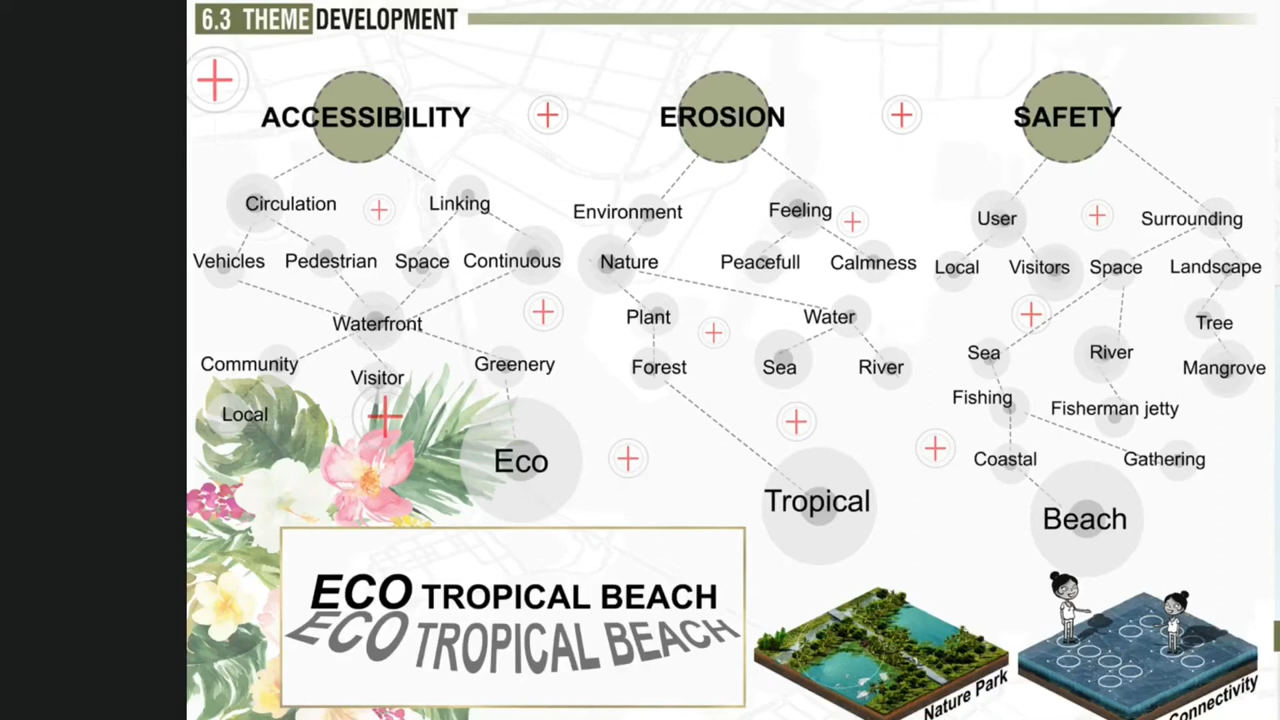 6.3 THEME DEVELOPMENT
ACCESSIBILITY
EROSION
SAFETY
Circulation
Linking
Environment
Feeling
User
Surrounding
Vehicles
Pedestrian
Space
Continuous
Nature
Peacefull
Calmness
Local
Visitors
Space
Landscape
Waterfront
Plant
Water
Tree
Community
Visitor
Greenery
Forest
Sea
River
Sea
River
Mangrove
Local
Fishing
Fisherman jetty
Eco
Coastal
Gathering
Tropical
Beach
ECO TROPICAL BEACH
ECO TROPICAL BEACH
Nature Park
Connectivity